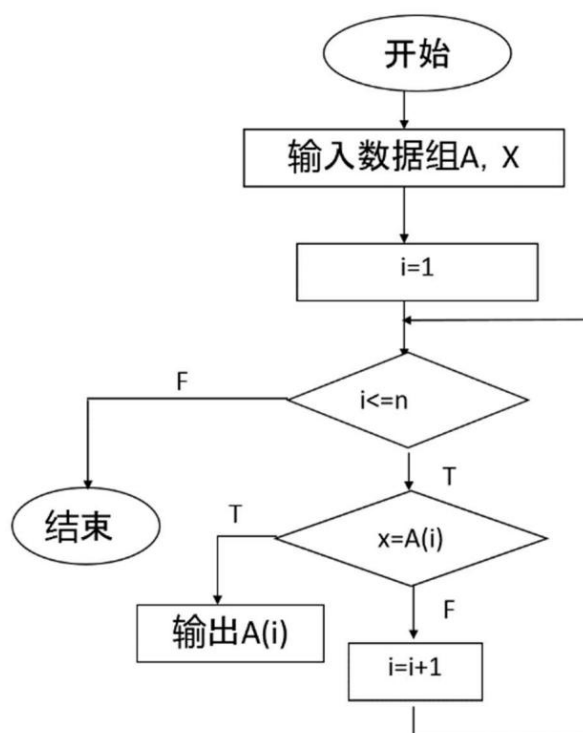 开始
输入数据组A, X
i=1
F
i<=n
T
结束
T
x=A(i)
F
输出A(i)
i=i+1